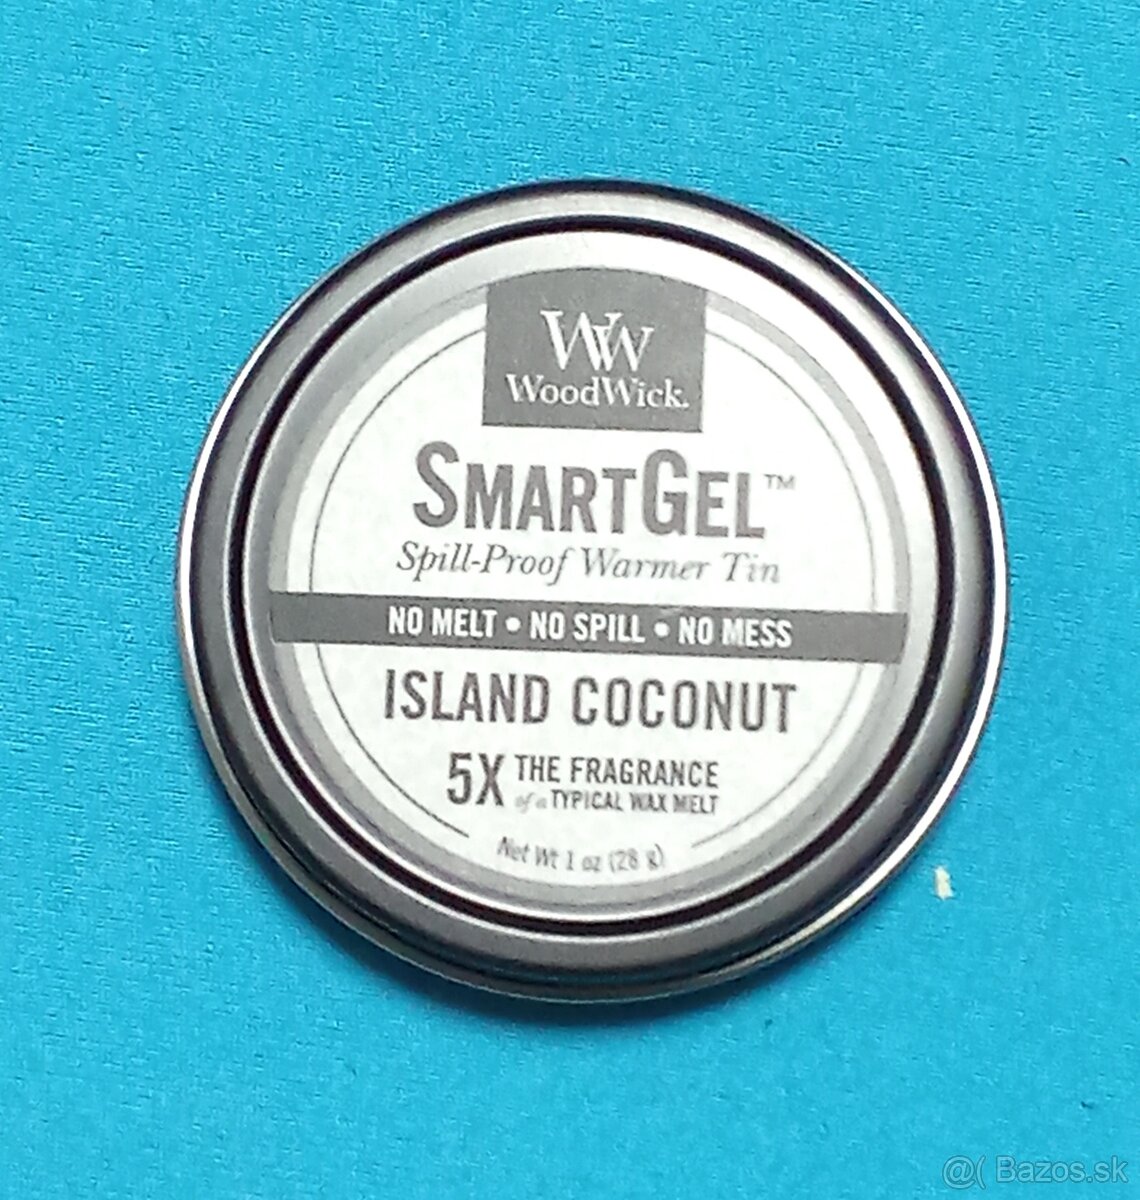 WW
WoodWick.
SMARTGEL™
Spill-Proof Warmer Tin
NO MELT • NO SPILL • NO MESS
ISLAND COCONUT
5X THE FRAGRANCE
of a TYPICAL WAX MELT
Net Wt 1 oz (28 g)
@( Bazos.sk